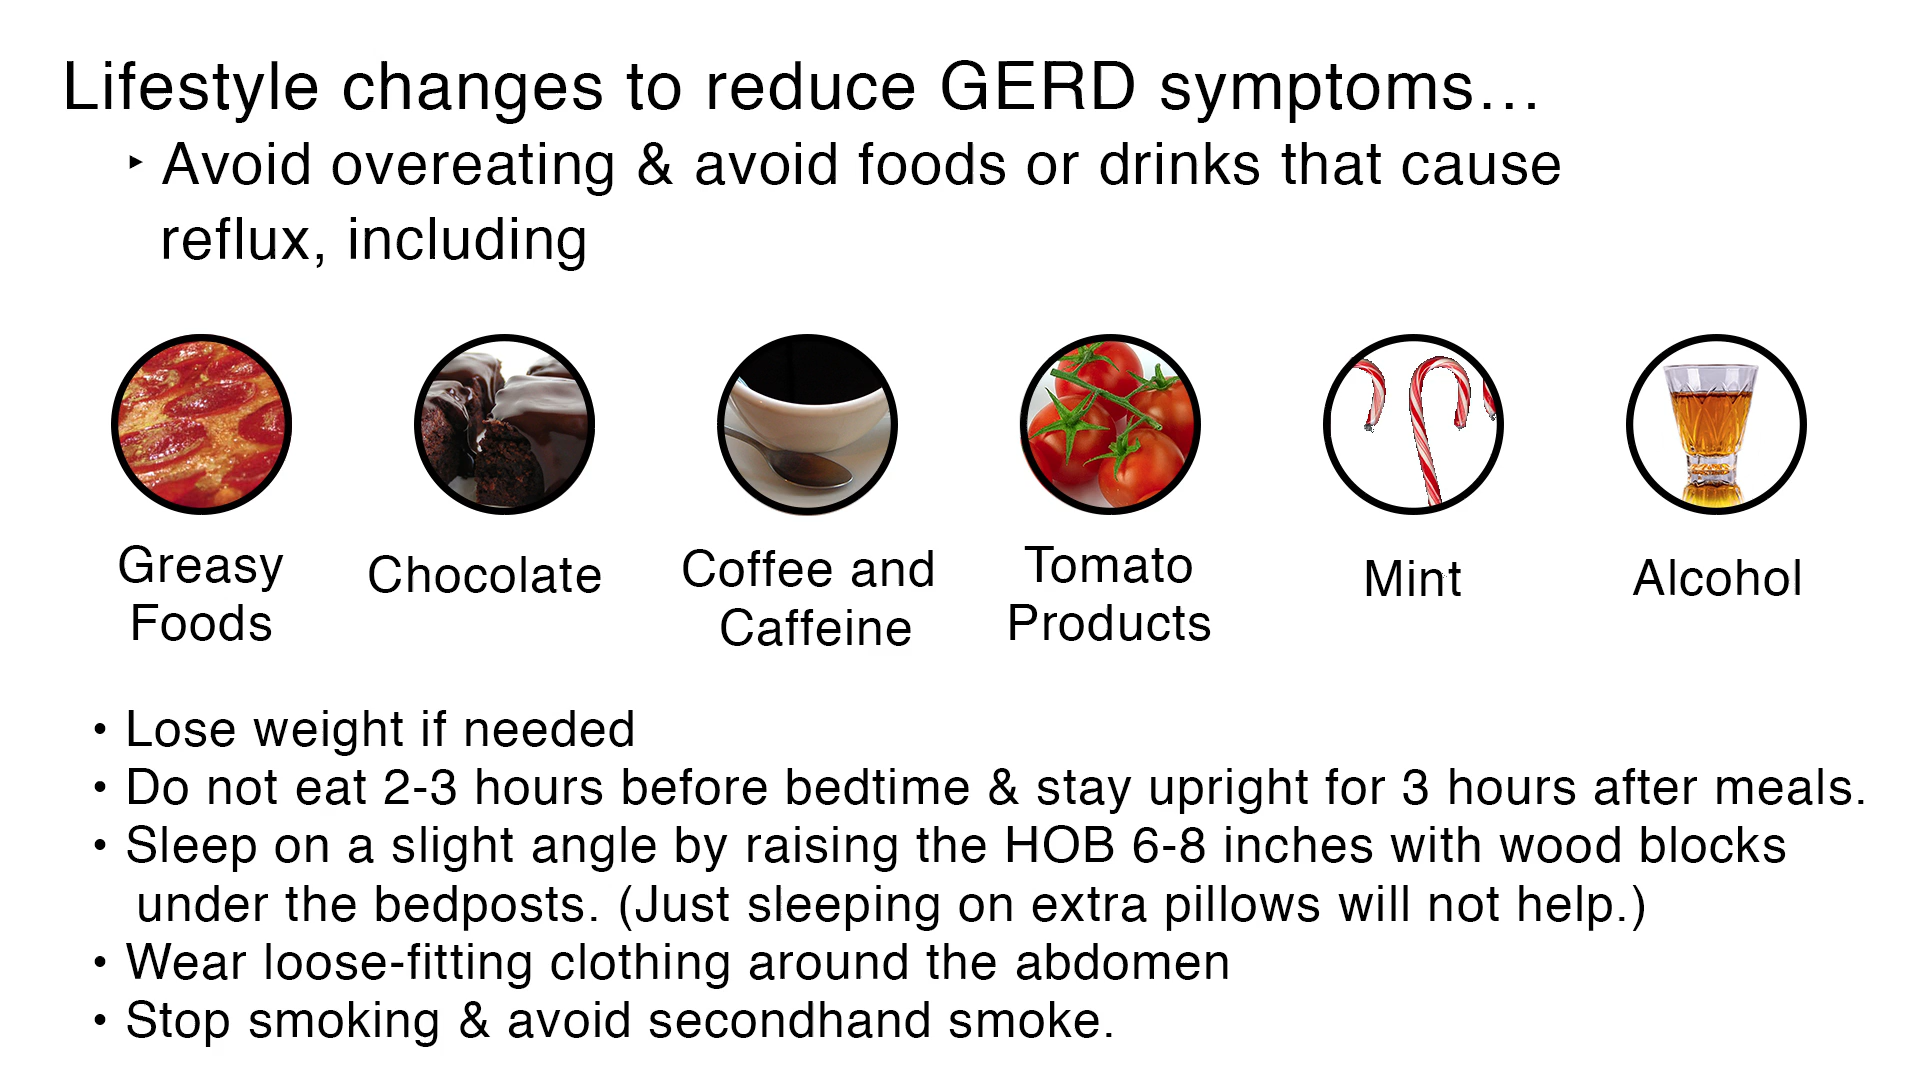 Lifestyle changes to reduce GERD symptoms…
‣ Avoid overeating & avoid foods or drinks that cause
reflux, including
Greasy
Foods
Chocolate
Coffee and
Caffeine
Tomato
Products
Mint
Alcohol
• Lose weight if needed
• Do not eat 2-3 hours before bedtime & stay upright for 3 hours after meals.
• Sleep on a slight angle by raising the HOB 6-8 inches with wood blocks
under the bedposts. (Just sleeping on extra pillows will not help.)
• Wear loose-fitting clothing around the abdomen
• Stop smoking & avoid secondhand smoke.